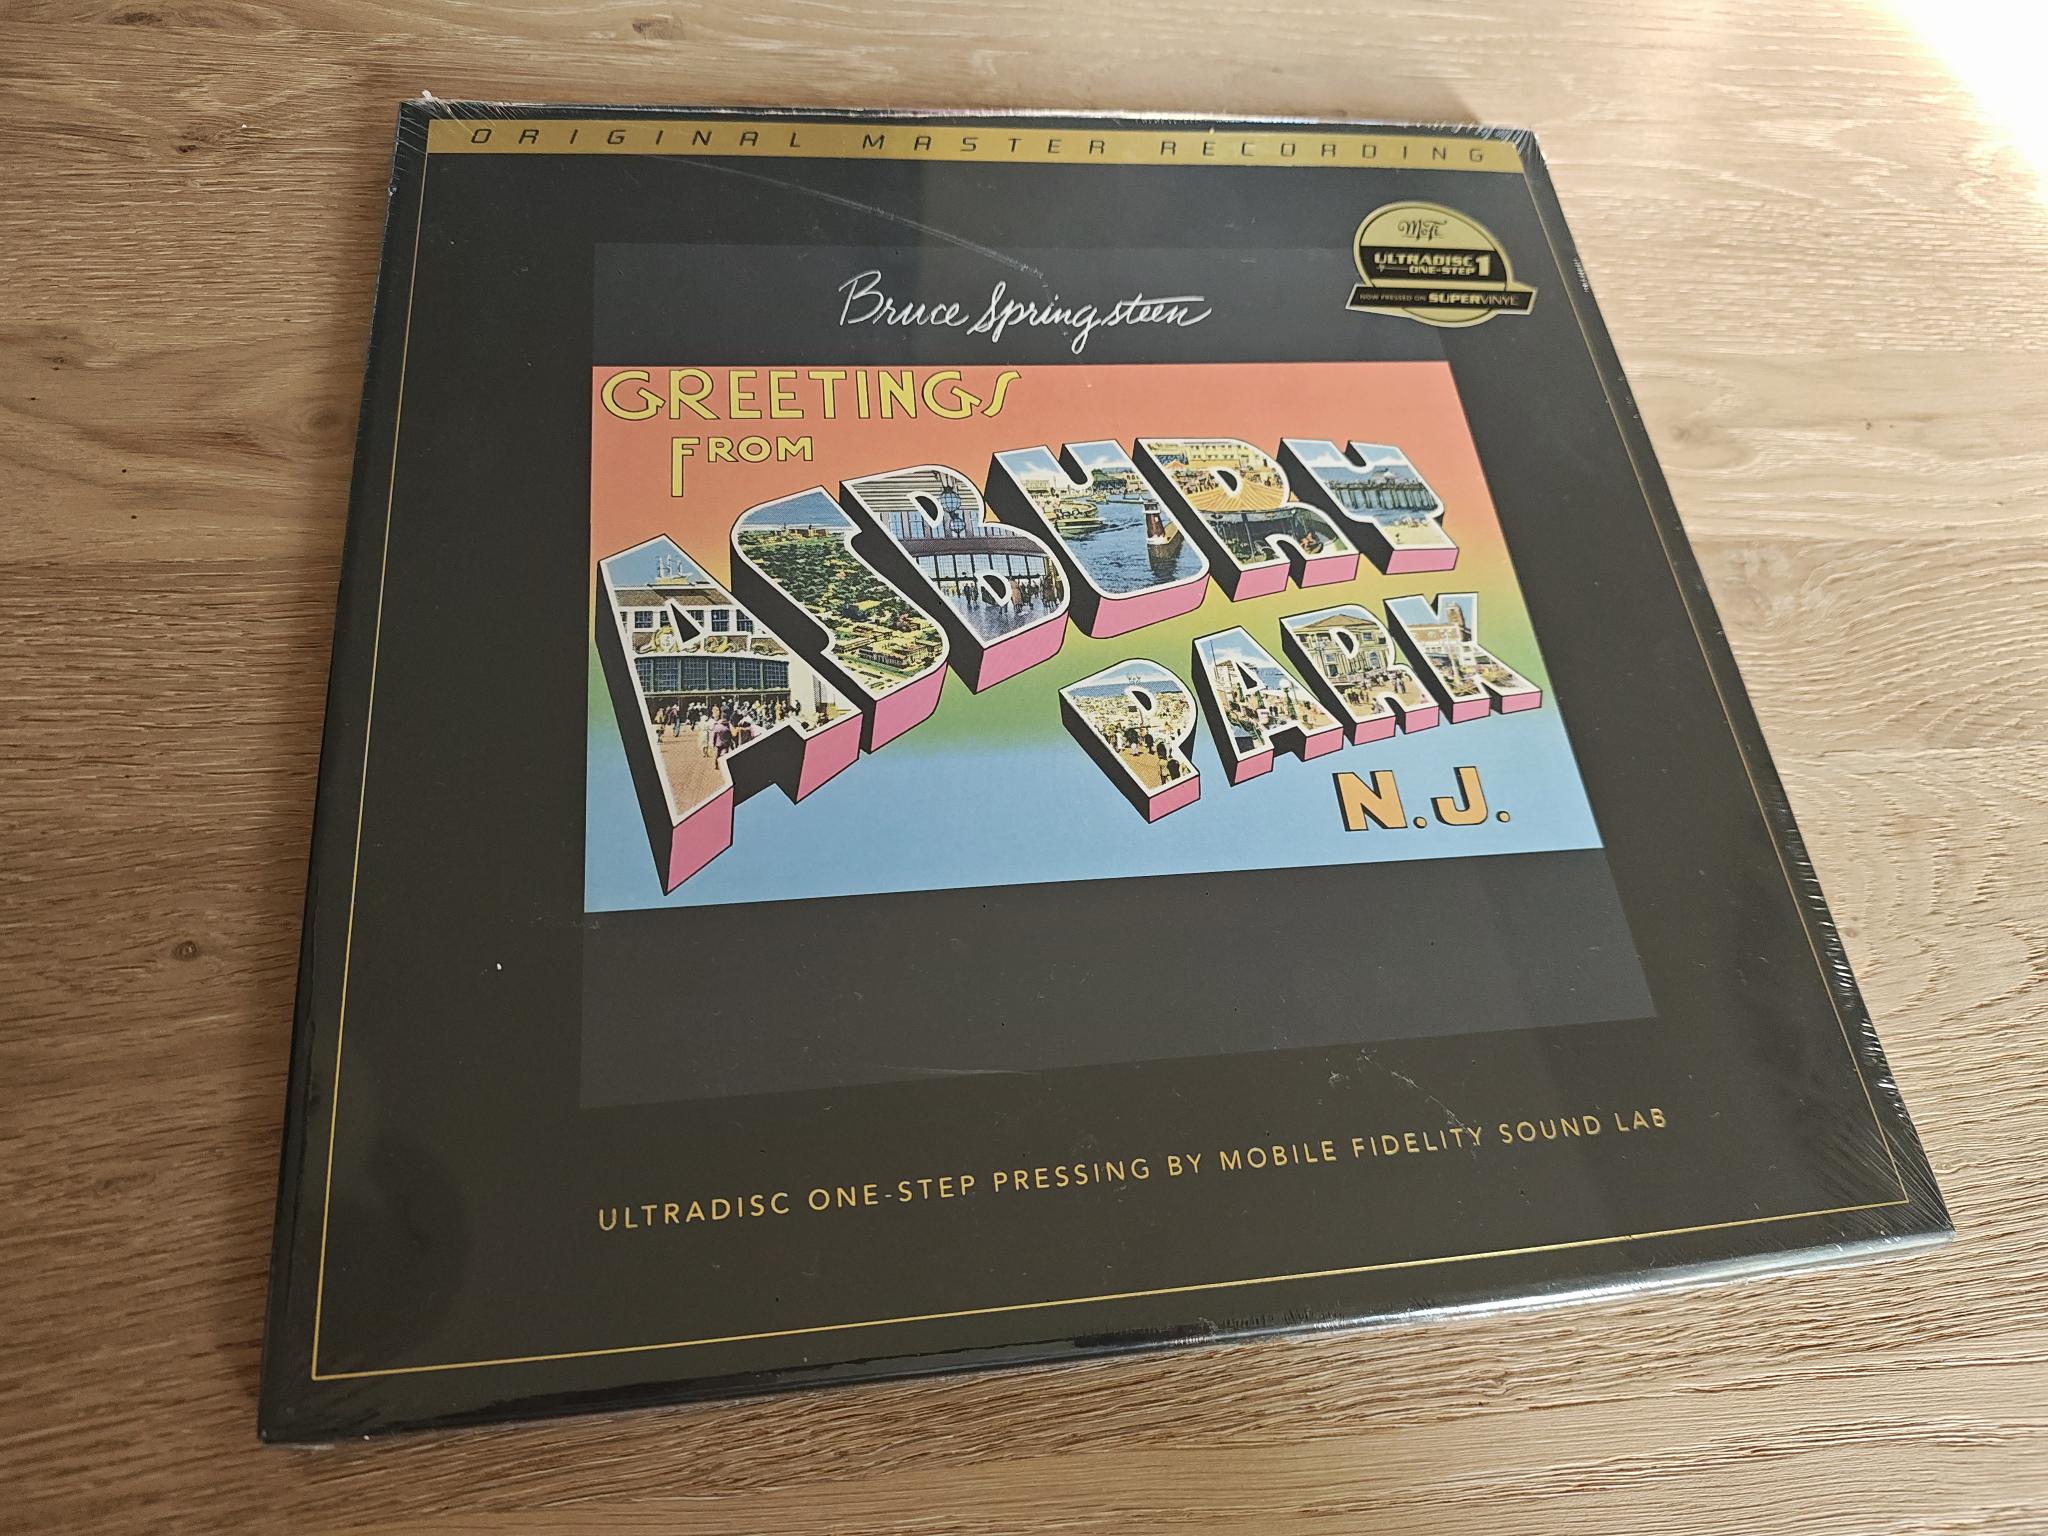 ORIGINAL MASTER RECORDING
MoFi
ULTRADISC
ONE-STEP 1
NOW PRESSED ON SUPERVINYL
Bruce Springsteen
GREETINGS
FROM
ASBURY
PARK
N.J.
ULTRADISC ONE-STEP PRESSING BY MOBILE FIDELITY SOUND LAB